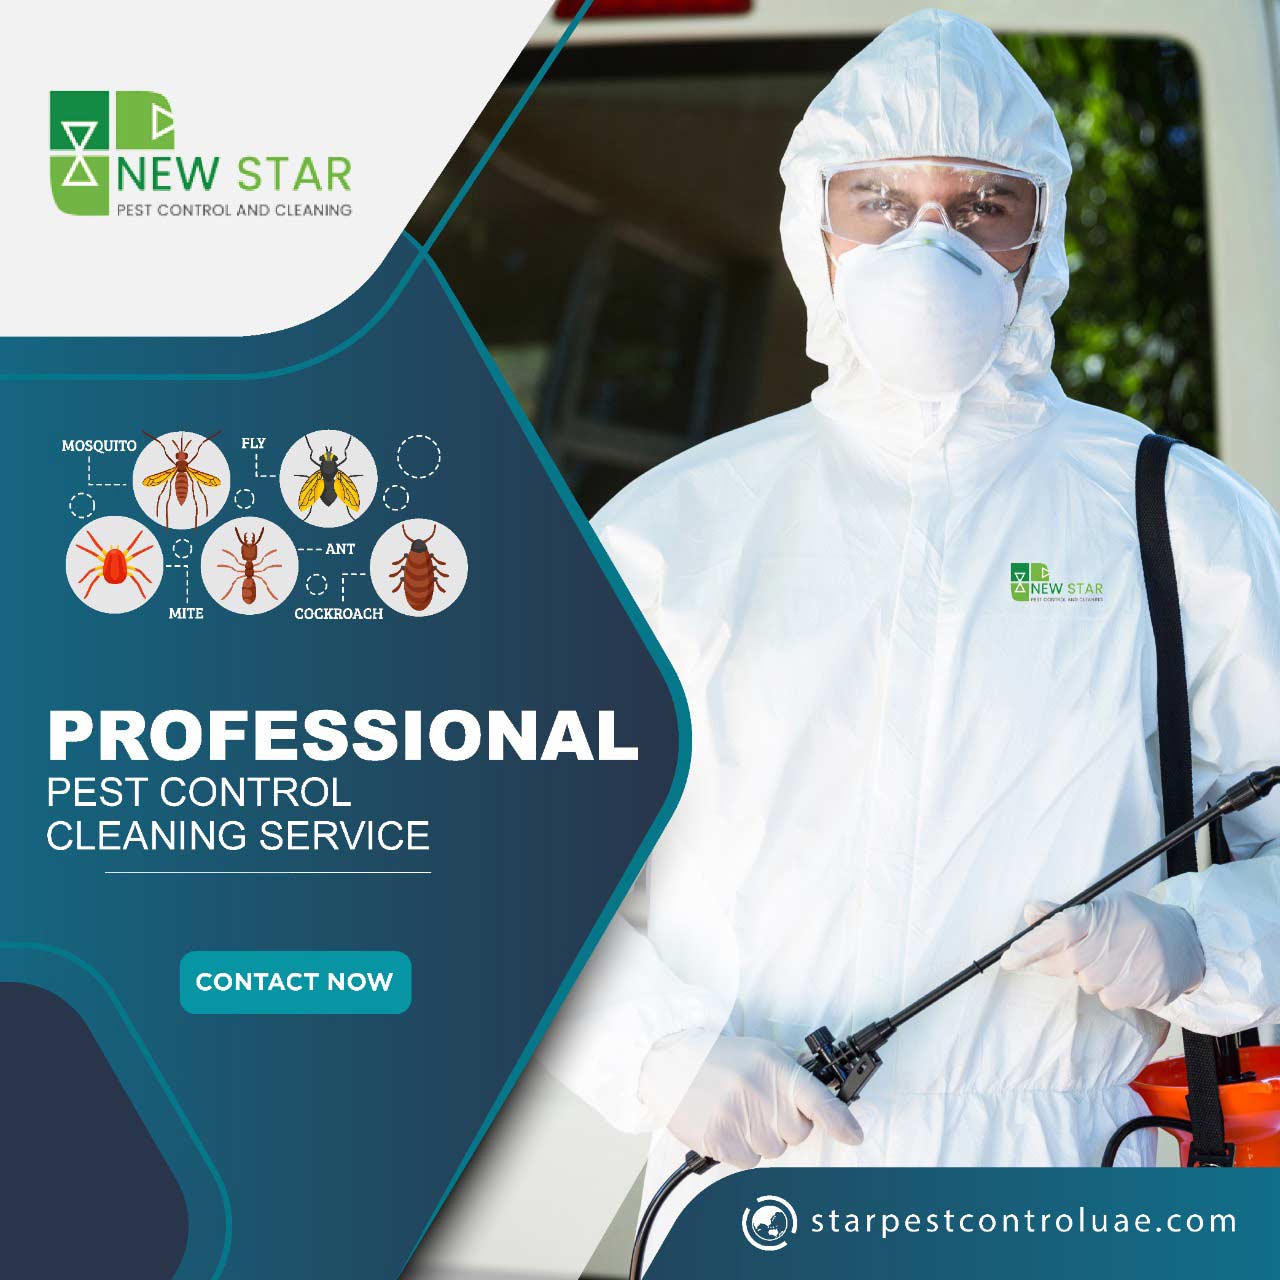 NEW STAR
PEST CONTROL AND CLEANING
MOSQUITO
FLY
ANT
MITE
COCKROACH
PROFESSIONAL
PEST CONTROL
CLEANING SERVICE
CONTACT NOW
NEW STAR
PEST CONTROL AND CLEANING
starpestcontroluae.com